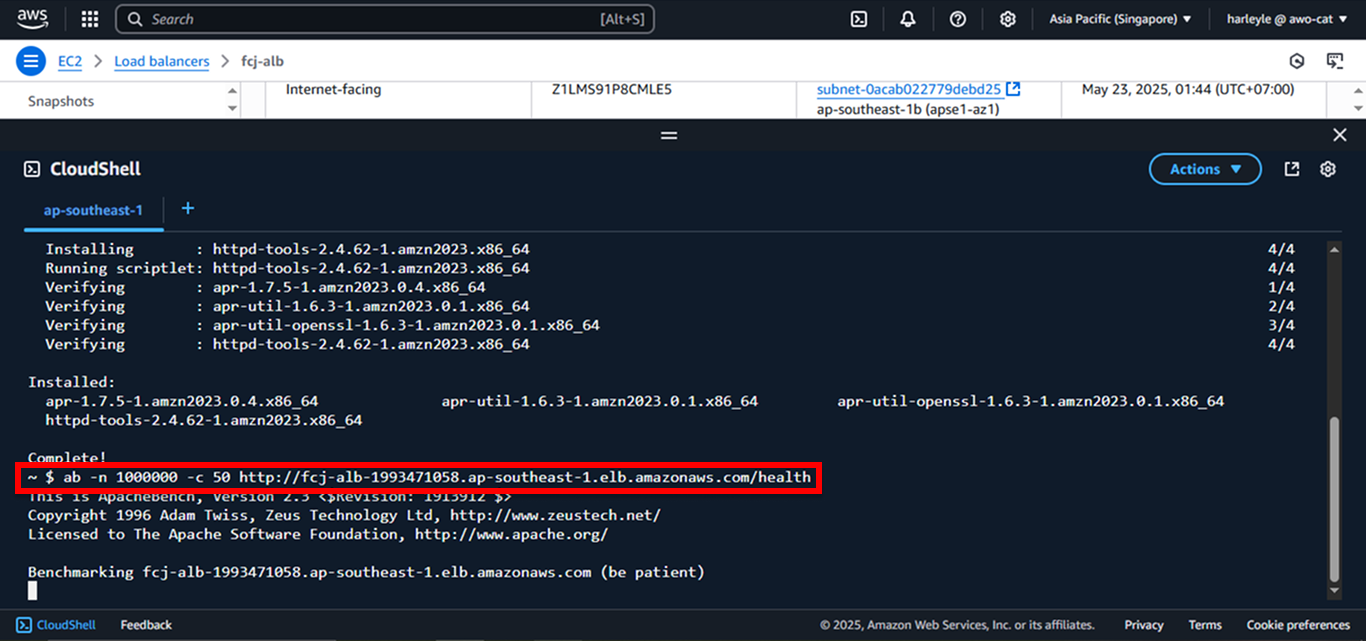 aws Search [Alt+S] Asia Pacific (Singapore) ▼ harleyle @ awo-cat ▼
EC2 > Load balancers > fcj-alb
Snapshots Internet-facing Z1LMS91P8CMLE5 subnet-0acab022779debd25 May 23, 2025, 01:44 (UTC+07:00)
ap-southeast-1b (apse1-az1)
CloudShell Actions ▼
ap-southeast-1 +
Installing : httpd-tools-2.4.62-1.amzn2023.x86_64 4/4
Running scriptlet: httpd-tools-2.4.62-1.amzn2023.x86_64 4/4
Verifying : apr-1.7.5-1.amzn2023.0.4.x86_64 1/4
Verifying : apr-util-1.6.3-1.amzn2023.0.1.x86_64 2/4
Verifying : apr-util-openssl-1.6.3-1.amzn2023.0.1.x86_64 3/4
Verifying : httpd-tools-2.4.62-1.amzn2023.x86_64 4/4
Installed:
apr-1.7.5-1.amzn2023.0.4.x86_64 apr-util-1.6.3-1.amzn2023.0.1.x86_64 apr-util-openssl-1.6.3-1.amzn2023.0.1.x86_64
httpd-tools-2.4.62-1.amzn2023.x86_64
Complete!
~ $ ab -n 1000000 -c 50 http://fcj-alb-1993471058.ap-southeast-1.elb.amazonaws.com/health
This is ApacheBench, Version 2.3 <$Revision: 1913912 $>
Copyright 1996 Adam Twiss, Zeus Technology Ltd, http://www.zeustech.net/
Licensed to The Apache Software Foundation, http://www.apache.org/
Benchmarking fcj-alb-1993471058.ap-southeast-1.elb.amazonaws.com (be patient)
CloudShell Feedback © 2025, Amazon Web Services, Inc. or its affiliates. Privacy Terms Cookie preferences